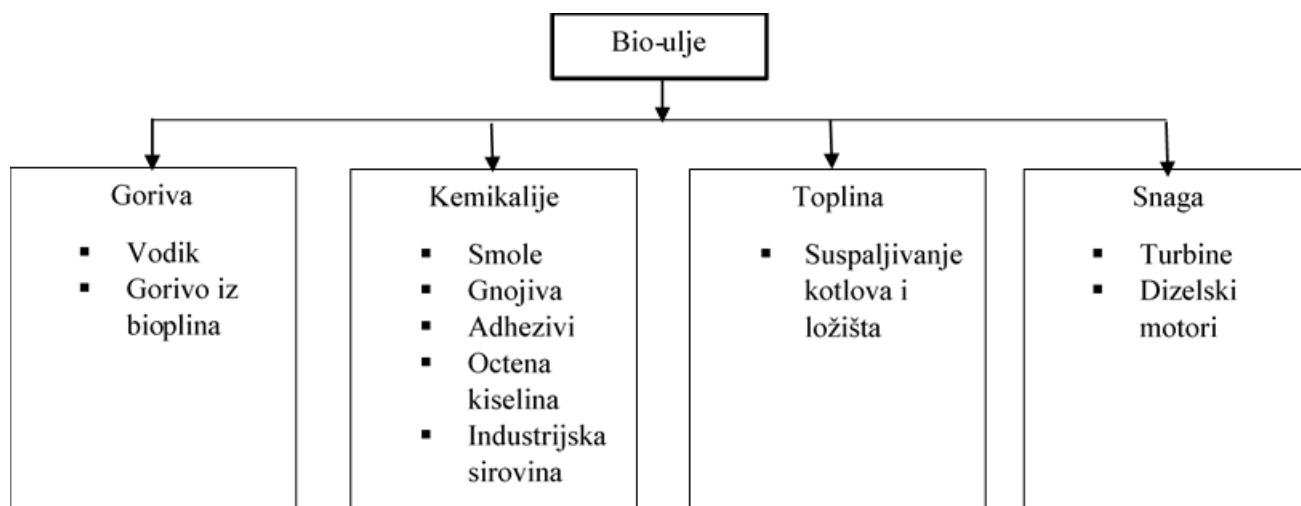 Bio-ulje
Goriva
▪ Vodik
▪ Gorivo iz
bioplina
Kemikalije
▪ Smole
▪ Gnojiva
▪ Adhezivi
▪ Octena
kiselina
▪ Industrijska
sirovina
Toplina
▪ Suspaljivanje
kotlova i
ložišta
Snaga
▪ Turbine
▪ Dizelski
motori